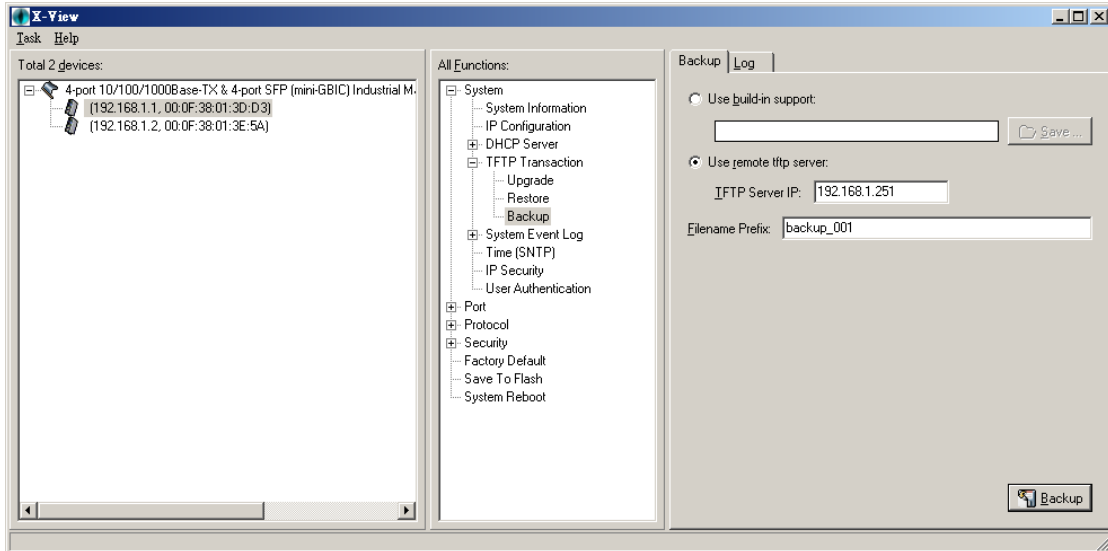 X-View
Task Help
Total 2 devices:
4-port 10/100/1000Base-TX & 4-port SFP (mini-GBIC) Industrial M
(192.168.1.1, 00:0F:38:01:3D:D3)
(192.168.1.2, 00:0F:38:01:3E:5A)
All Functions:
System
System Information
IP Configuration
DHCP Server
TFTP Transaction
Upgrade
Restore
Backup
System Event Log
Time (SNTP)
IP Security
User Authentication
Port
Protocol
Security
Factory Default
Save To Flash
System Reboot
Backup Log
Use build-in support:
Save ...
Use remote tftp server:
TFTP Server IP: 192.168.1.251
Filename Prefix: backup_001
Backup